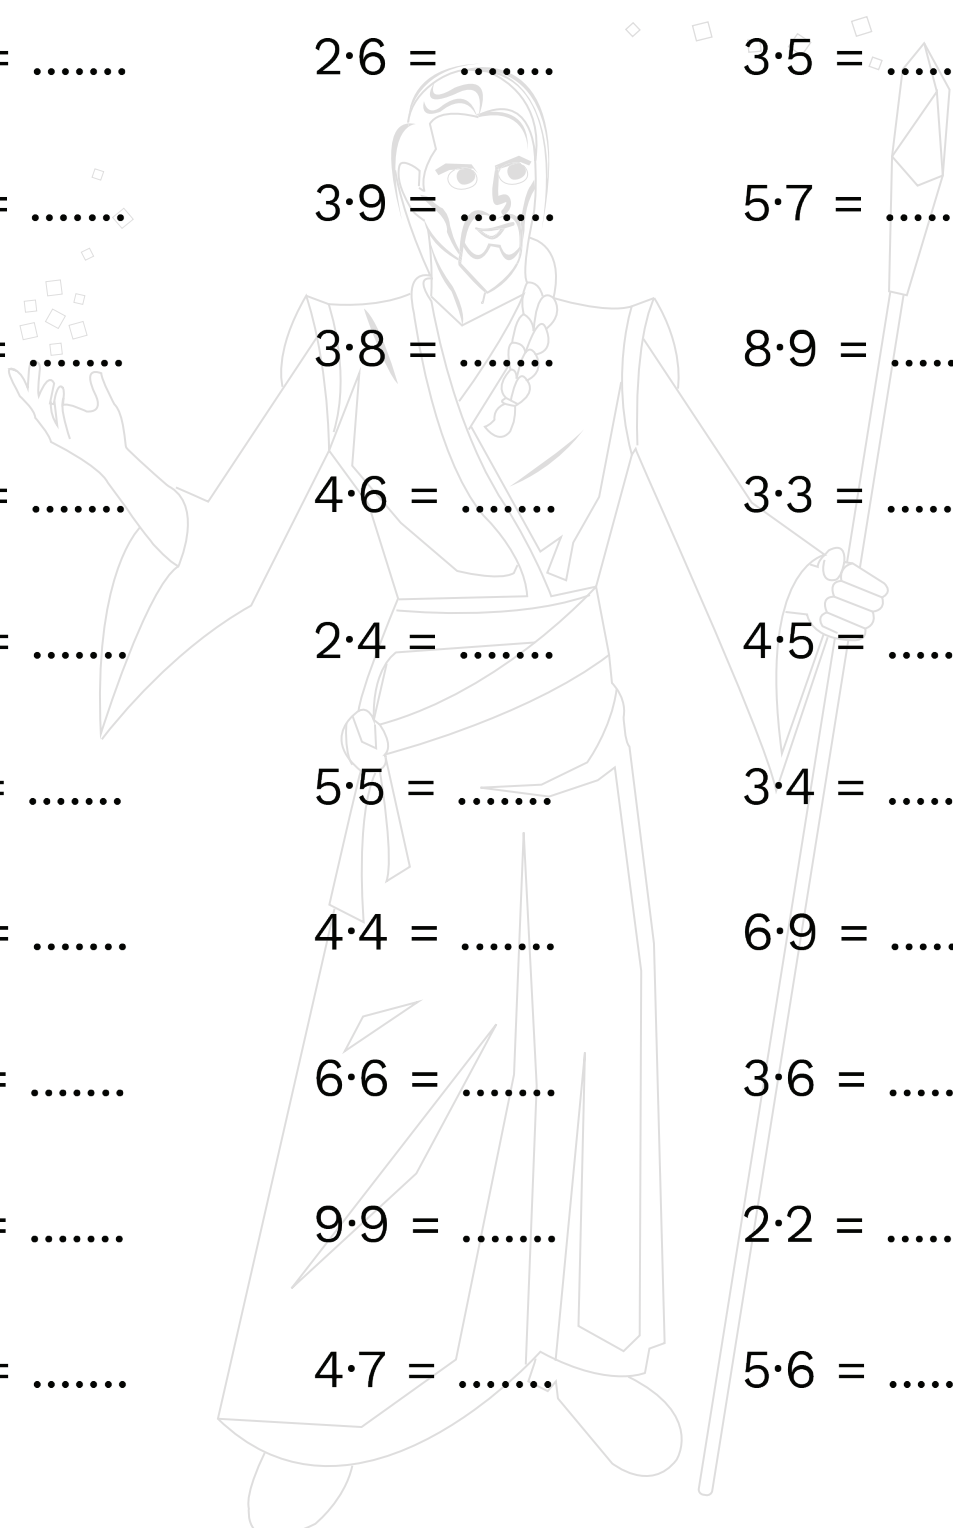 = ....... 2·6 = ....... 3·5 = .....
= ....... 3·9 = ....... 5·7 = .....
= ....... 3·8 = ....... 8·9 = .....
= ....... 4·6 = ....... 3·3 = .....
= ....... 2·4 = ....... 4·5 = .....
= ....... 5·5 = ....... 3·4 = .....
= ....... 4·4 = ....... 6·9 = .....
= ....... 6·6 = ....... 3·6 = .....
= ....... 9·9 = ....... 2·2 = .....
= ....... 4·7 = ....... 5·6 = .....